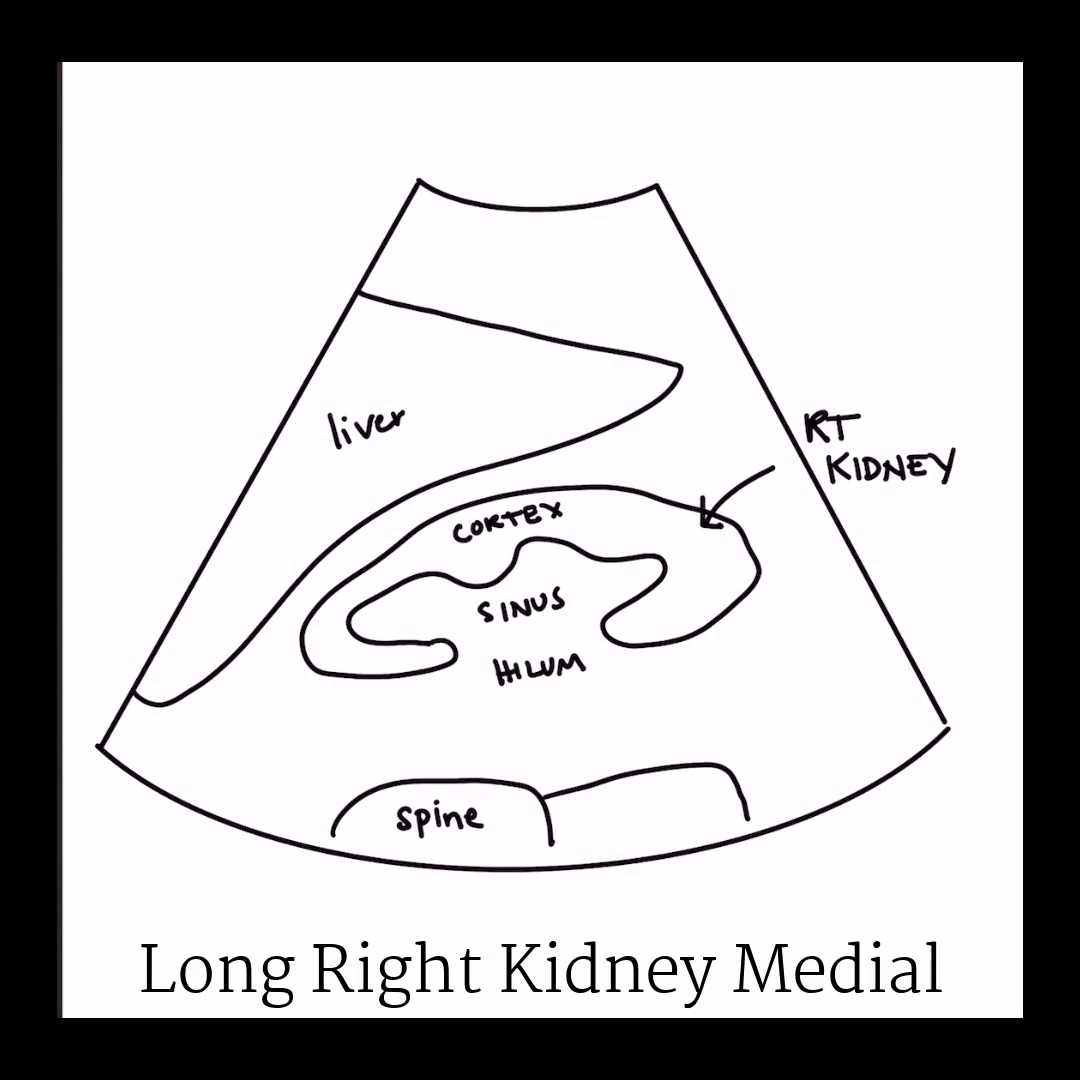 liver
RT
KIDNEY
CORTEX
SINUS
HILUM
spine
Long Right Kidney Medial